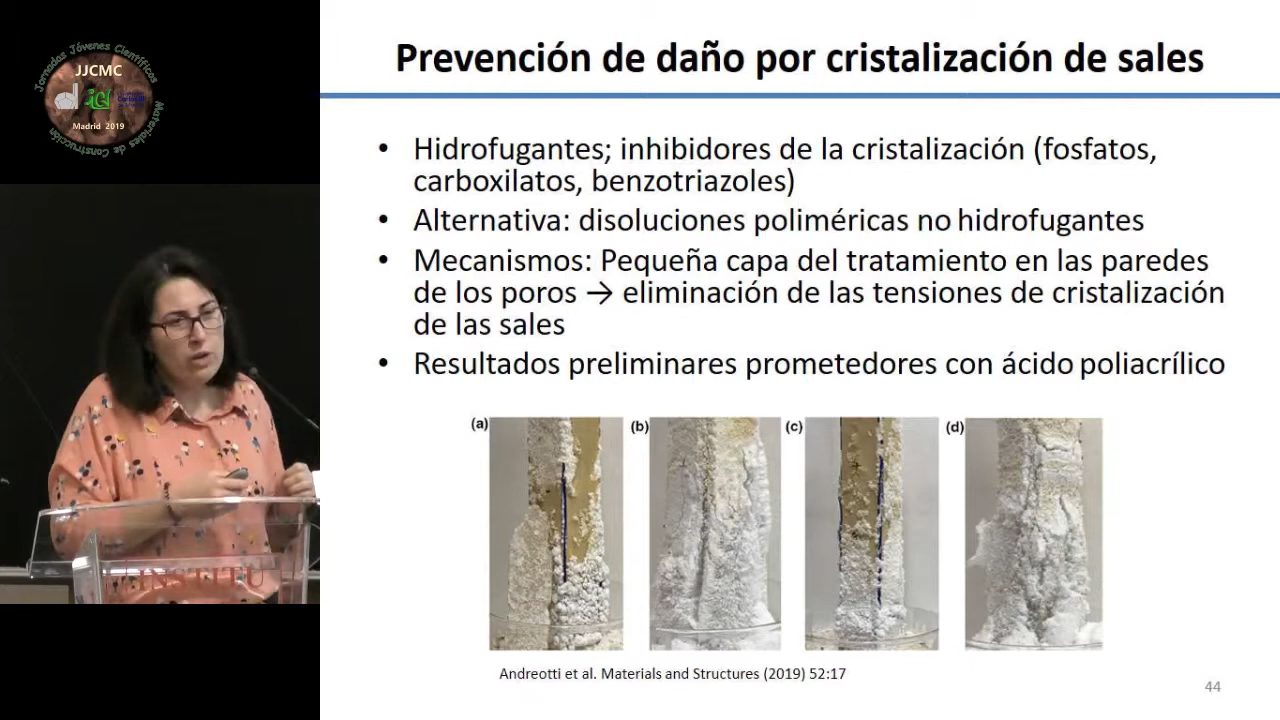 Jornadas Jóvenes Científicos
JJCMC
Madrid 2019
Materiales de Construcción
INSTITU
Prevención de daño por cristalización de sales
• Hidrofugantes; inhibidores de la cristalización (fosfatos,
carboxilatos, benzotriazoles)
• Alternativa: disoluciones poliméricas no hidrofugantes
• Mecanismos: Pequeña capa del tratamiento en las paredes
de los poros → eliminación de las tensiones de cristalización
de las sales
• Resultados preliminares prometedores con ácido poliacrílico
(a)
(b)
(c)
(d)
Andreotti et al. Materials and Structures (2019) 52:17
44